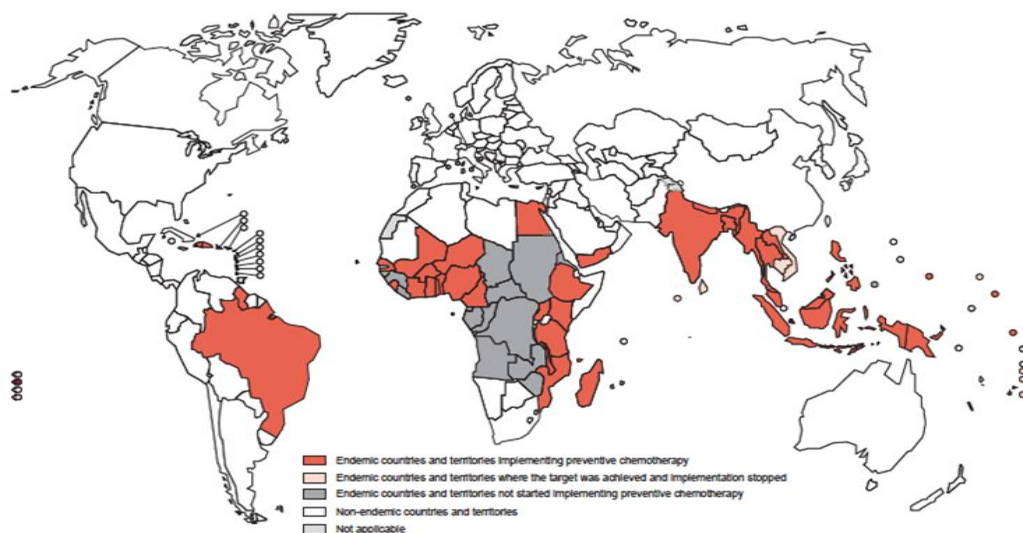 Endemic countries and territories implementing preventive chemotherapy
Endemic countries and territories where the target was achieved and implementation stopped
Endemic countries and territories not started implementing preventive chemotherapy
Non-endemic countries and territories
Not applicable